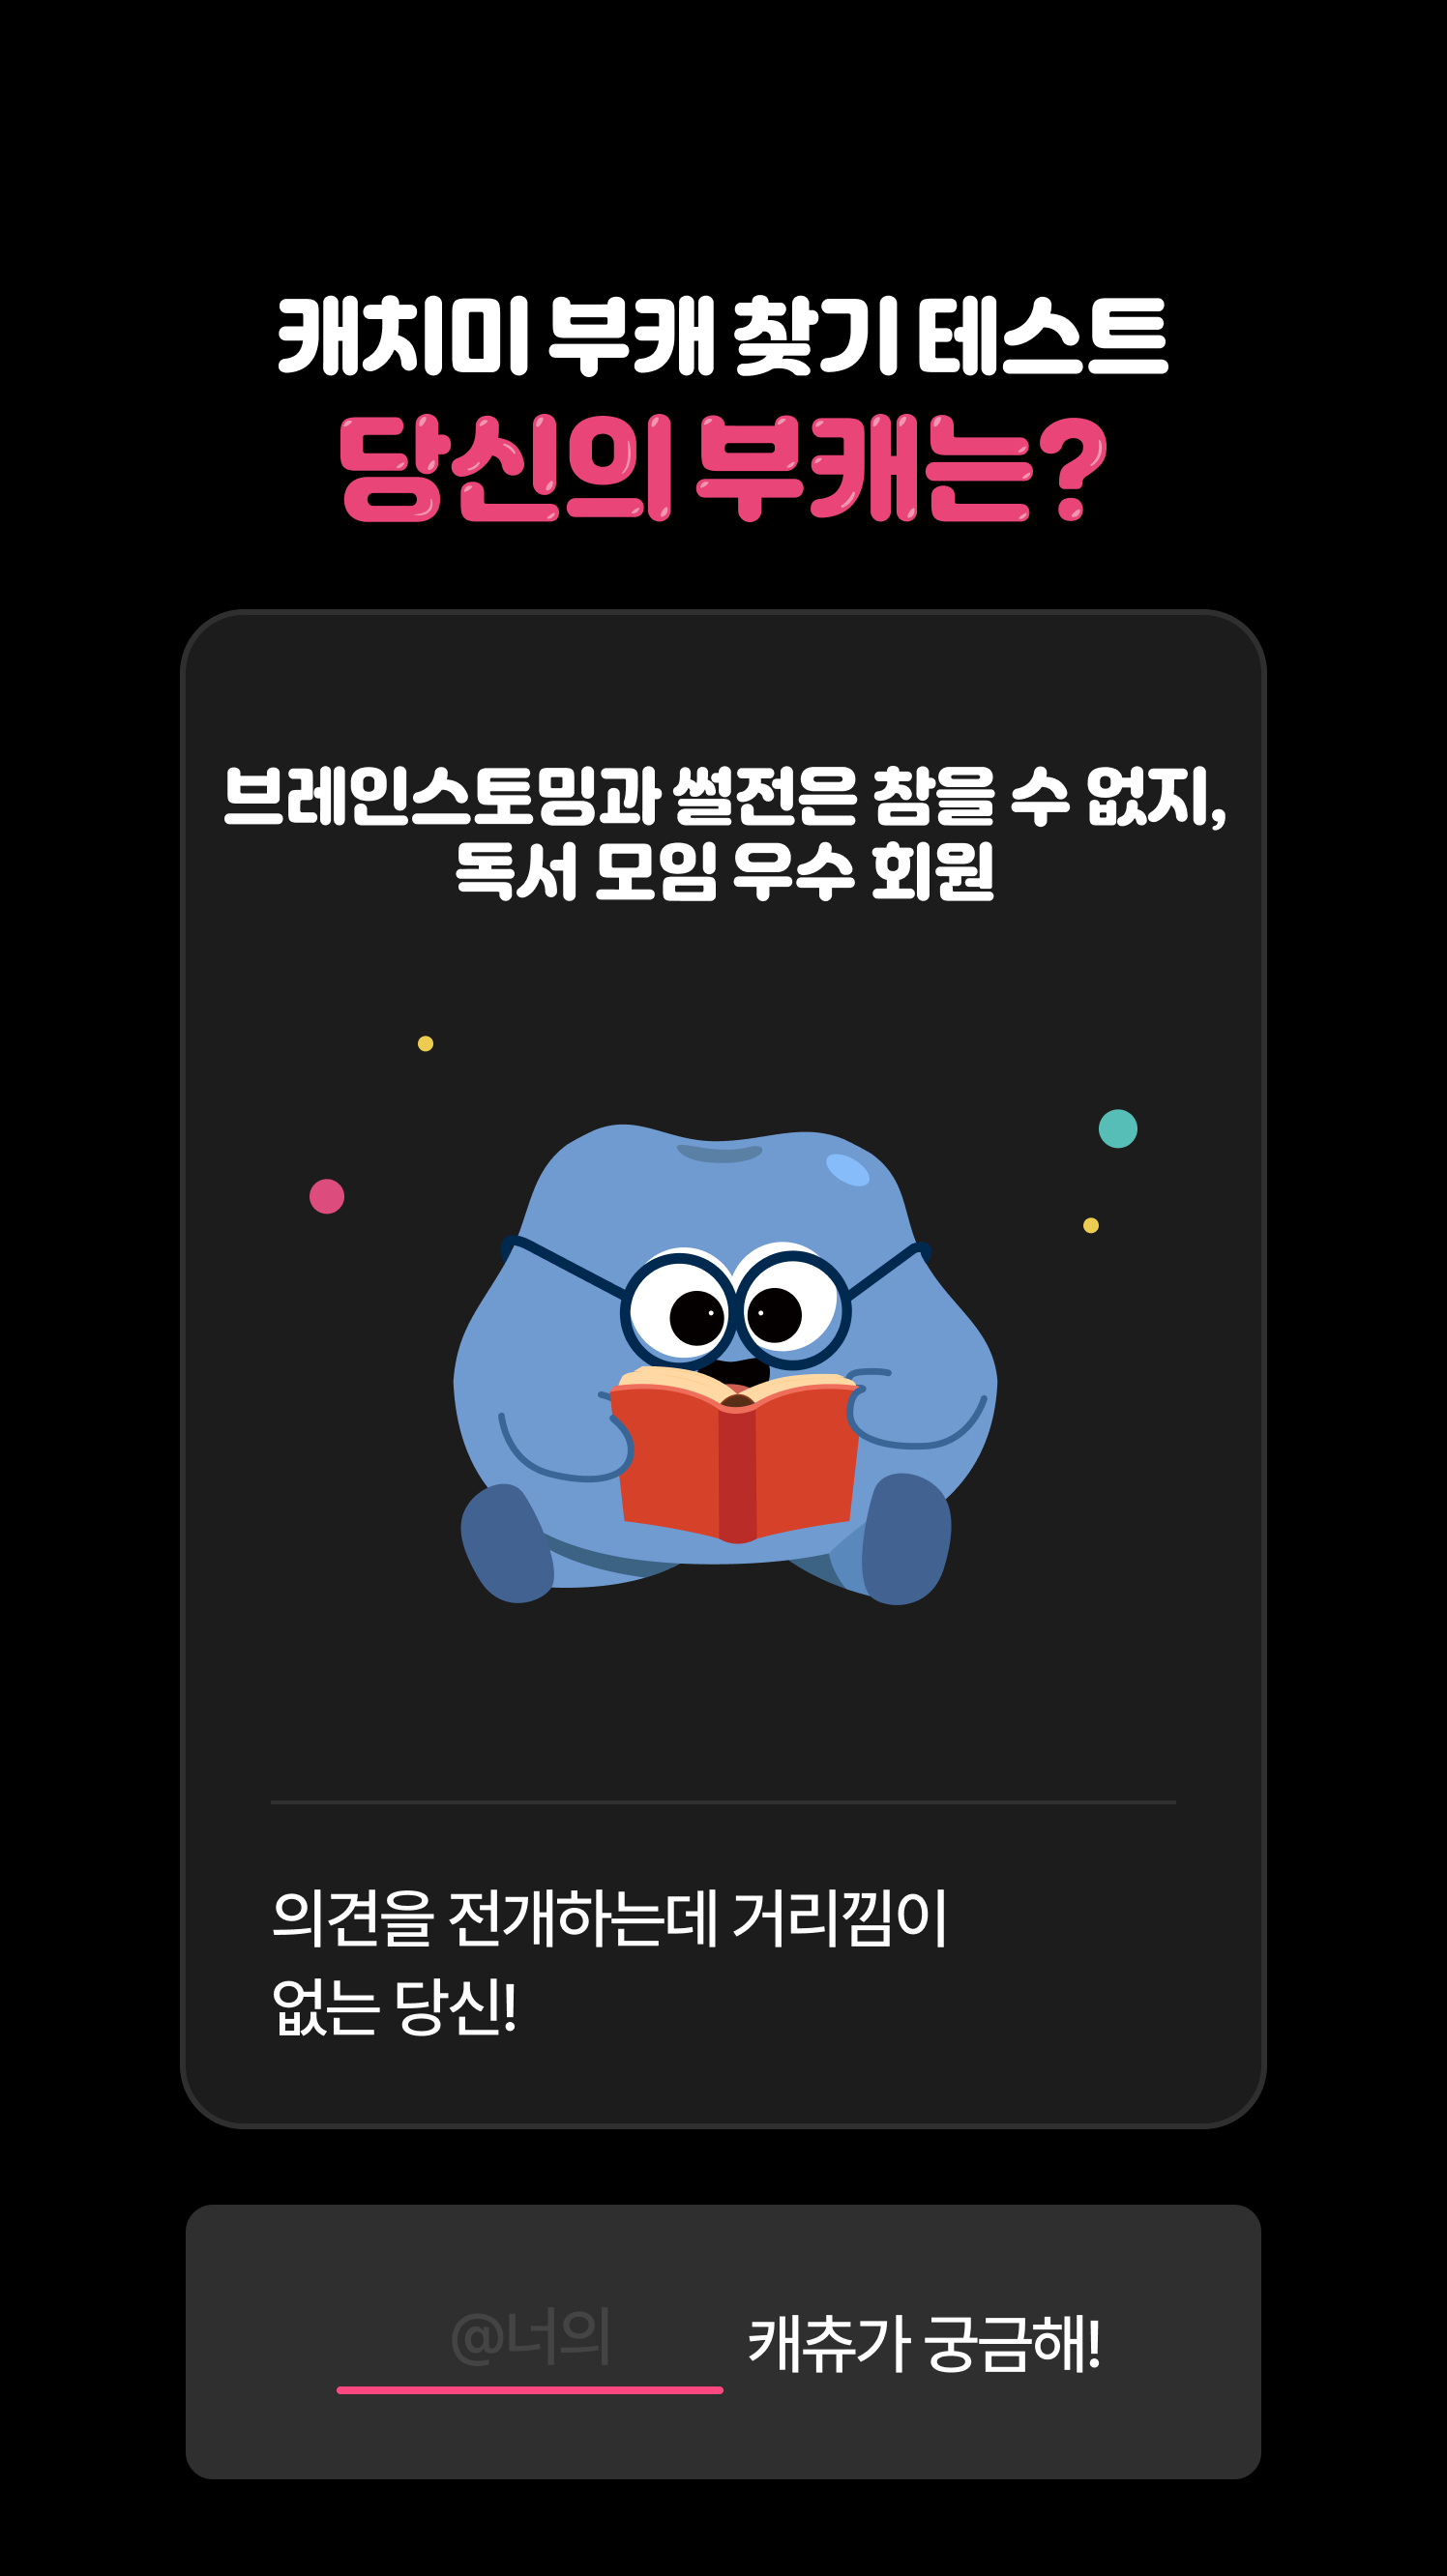 캐치미 부캐 찾기 테스트
당신의 부캐는?
브레인스토밍과 썰전은 참을 수 없지,
독서 모임 우수 회원
의견을 전개하는데 거리낌이
없는 당신!
@너의 캐츄가 궁금해!